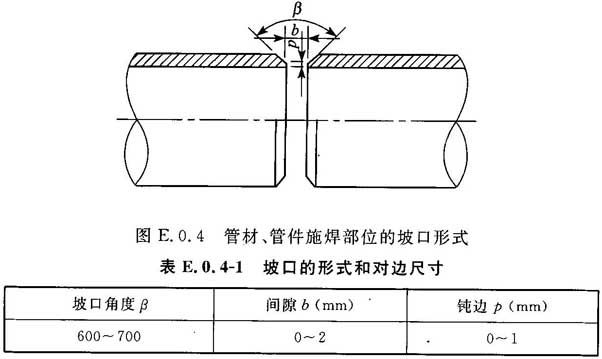 β
b
p
图 E.0.4 管材、管件施焊部位的坡口形式
表 E.0.4-1 坡口的形式和对边尺寸
坡口角度 β 间隙 b(mm) 钝边 p(mm)
600~700 0~2 0~1